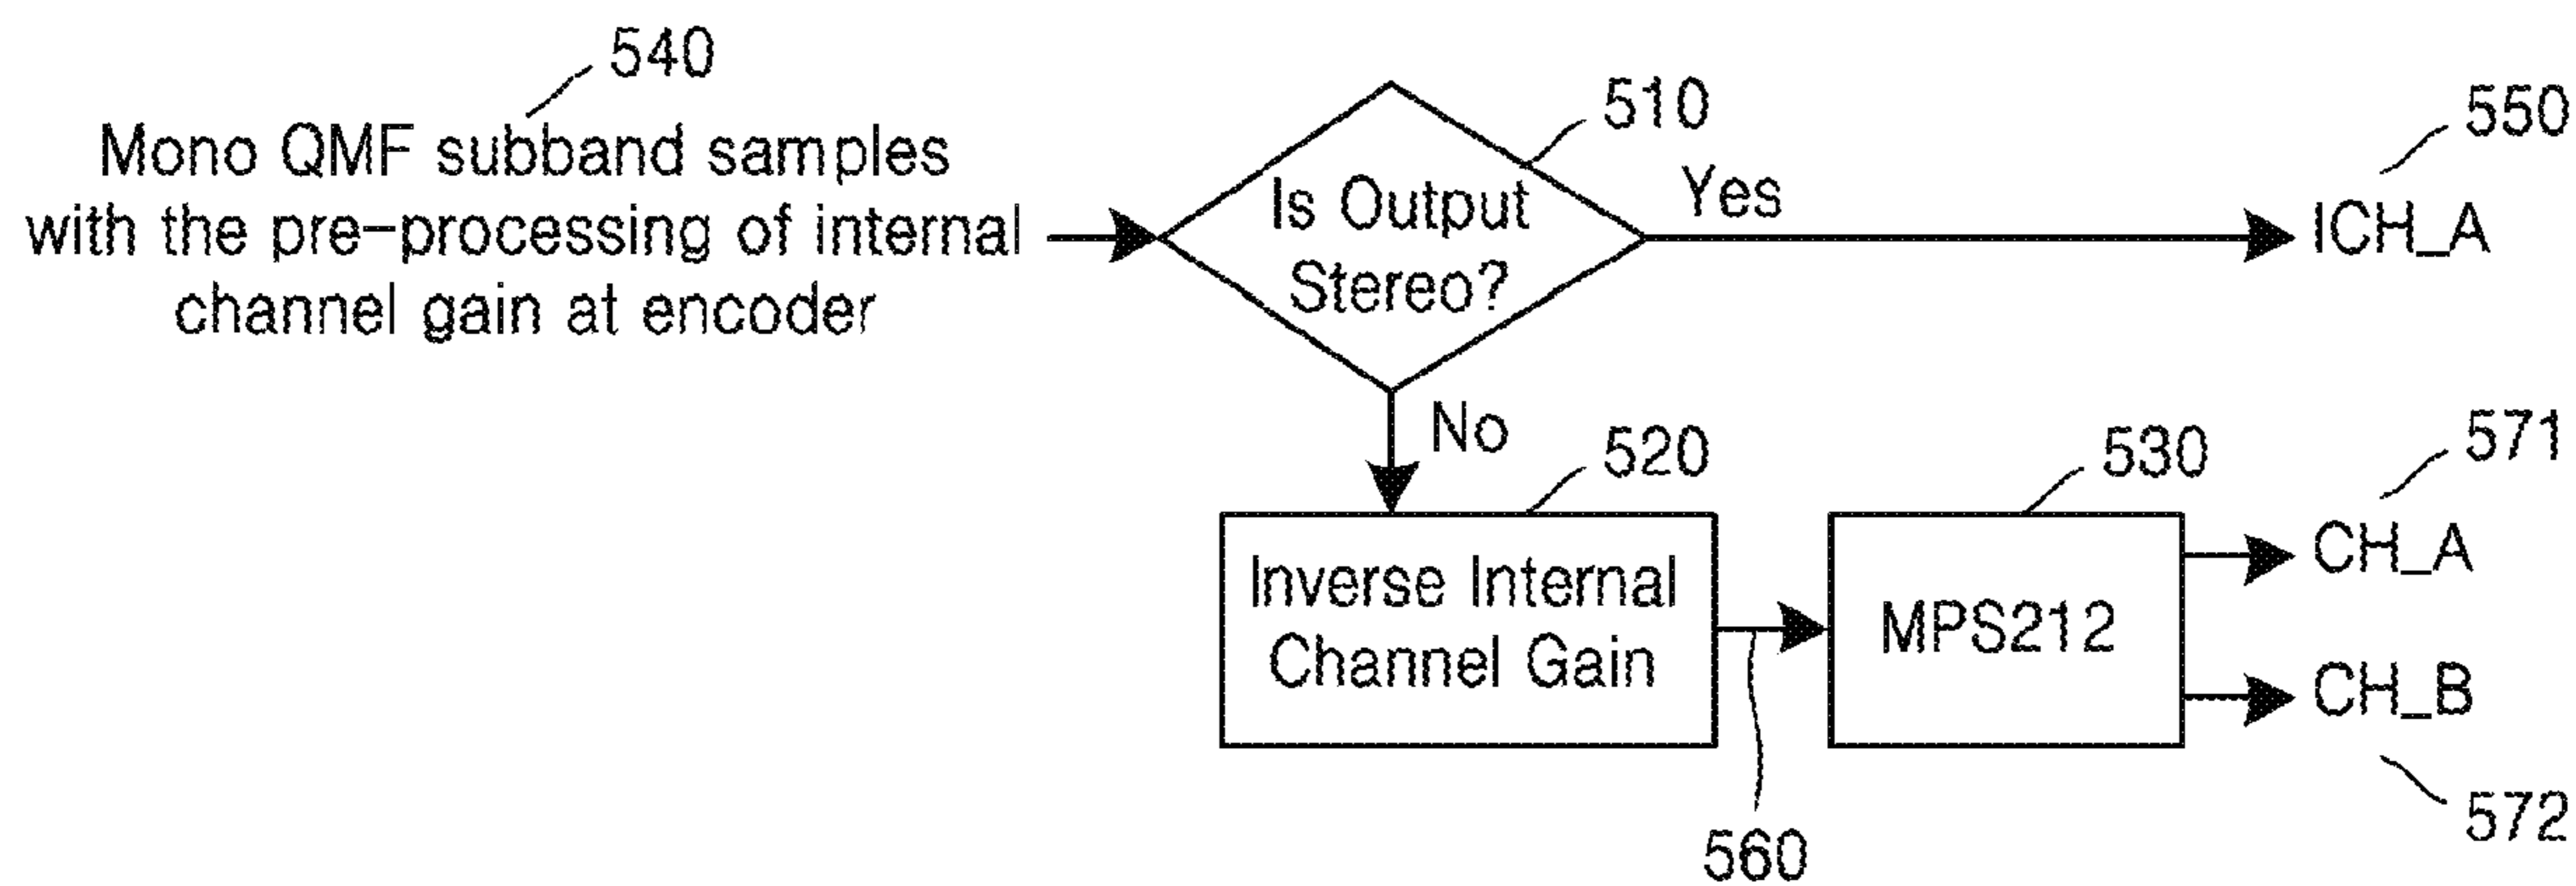 540
Mono QMF subband samples
with the pre-processing of internal
channel gain at encoder
510
Is Output
Stereo?
Yes
550
ICH_A
No
520
Inverse Internal
Channel Gain
560
530
MPS212
571
CH_A
CH_B
572